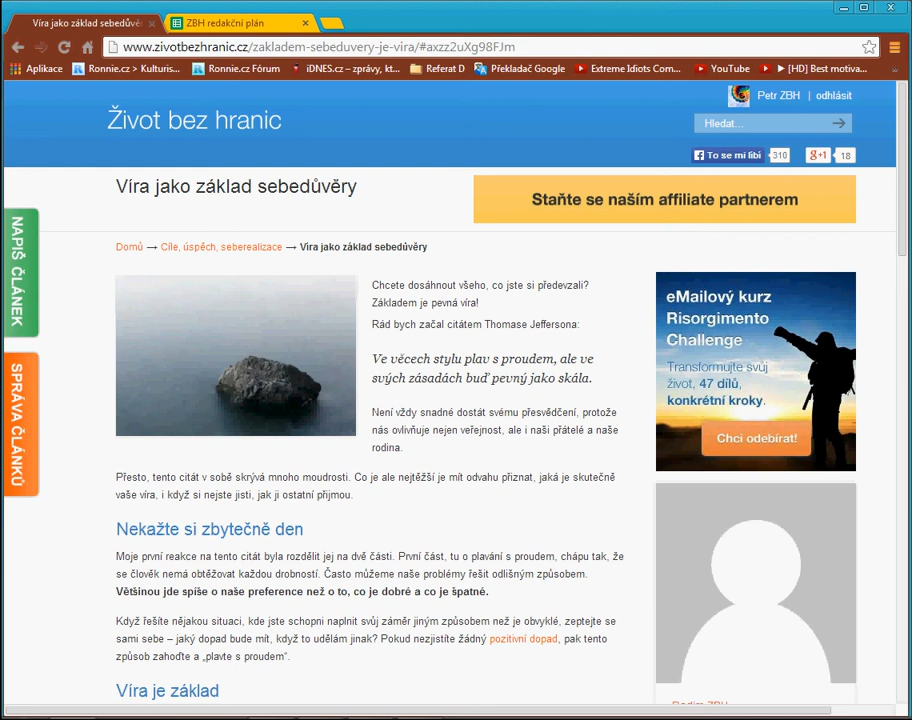 Víra jako základ sebedůvě
ZBH redakční plán
www.zivotbezhranic.cz/zakladem-sebeduvery-je-vira/#axzz2uXg98FJm
Aplikace
Ronnie.cz > Kulturis...
Ronnie.cz Fórum
iDNES.cz – zprávy, kt...
Referat D
Překladač Google
Extreme Idiots Com...
YouTube
► [HD] Best motiva...
Petr ZBH | odhlásit
Život bez hranic
Hledat...
To se mi líbí 310
g+1 18
Víra jako základ sebedůvěry
Staňte se naším affiliate partnerem
NAPIŠ ČLÁNEK
SPRÁVA ČLÁNKŮ
Domů → Cíle, úspěch, seberealizace → Víra jako základ sebedůvěry
Chcete dosáhnout všeho, co jste si předevzali?
Základem je pevná víra!
Rád bych začal citátem Thomase Jeffersona:
Ve věcech stylu plav s proudem, ale ve
svých zásadách buď pevný jako skála.
Není vždy snadné dostát svému přesvědčení, protože
nás ovlivňuje nejen veřejnost, ale i naši přátelé a naše
rodina.
Přesto, tento citát v sobě skrývá mnoho moudrosti. Co je ale nejtěžší je mít odvahu přiznat, jaká je skutečně
vaše víra, i když si nejste jisti, jak ji ostatní přijmou.
Nekažte si zbytečně den
Moje první reakce na tento citát byla rozdělit jej na dvě části. První část, tu o plavání s proudem, chápu tak, že
se člověk nemá obtěžovat každou drobností. Často můžeme naše problémy řešit odlišným způsobem.
Většinou jde spíše o naše preference než o to, co je dobré a co je špatné.
Když řešíte nějakou situaci, kde jste schopni naplnit svůj záměr jiným způsobem než je obvyklé, zeptejte se
sami sebe – jaký dopad bude mít, když to udělám jinak? Pokud nezjistíte žádný pozitivní dopad, pak tento
způsob zahoďte a „plavte s proudem".
Víra je základ
eMailový kurz
Risorgimento
Challenge
Transformujte svůj
život, 47 dílů,
konkrétní kroky.
Chci odebírat!